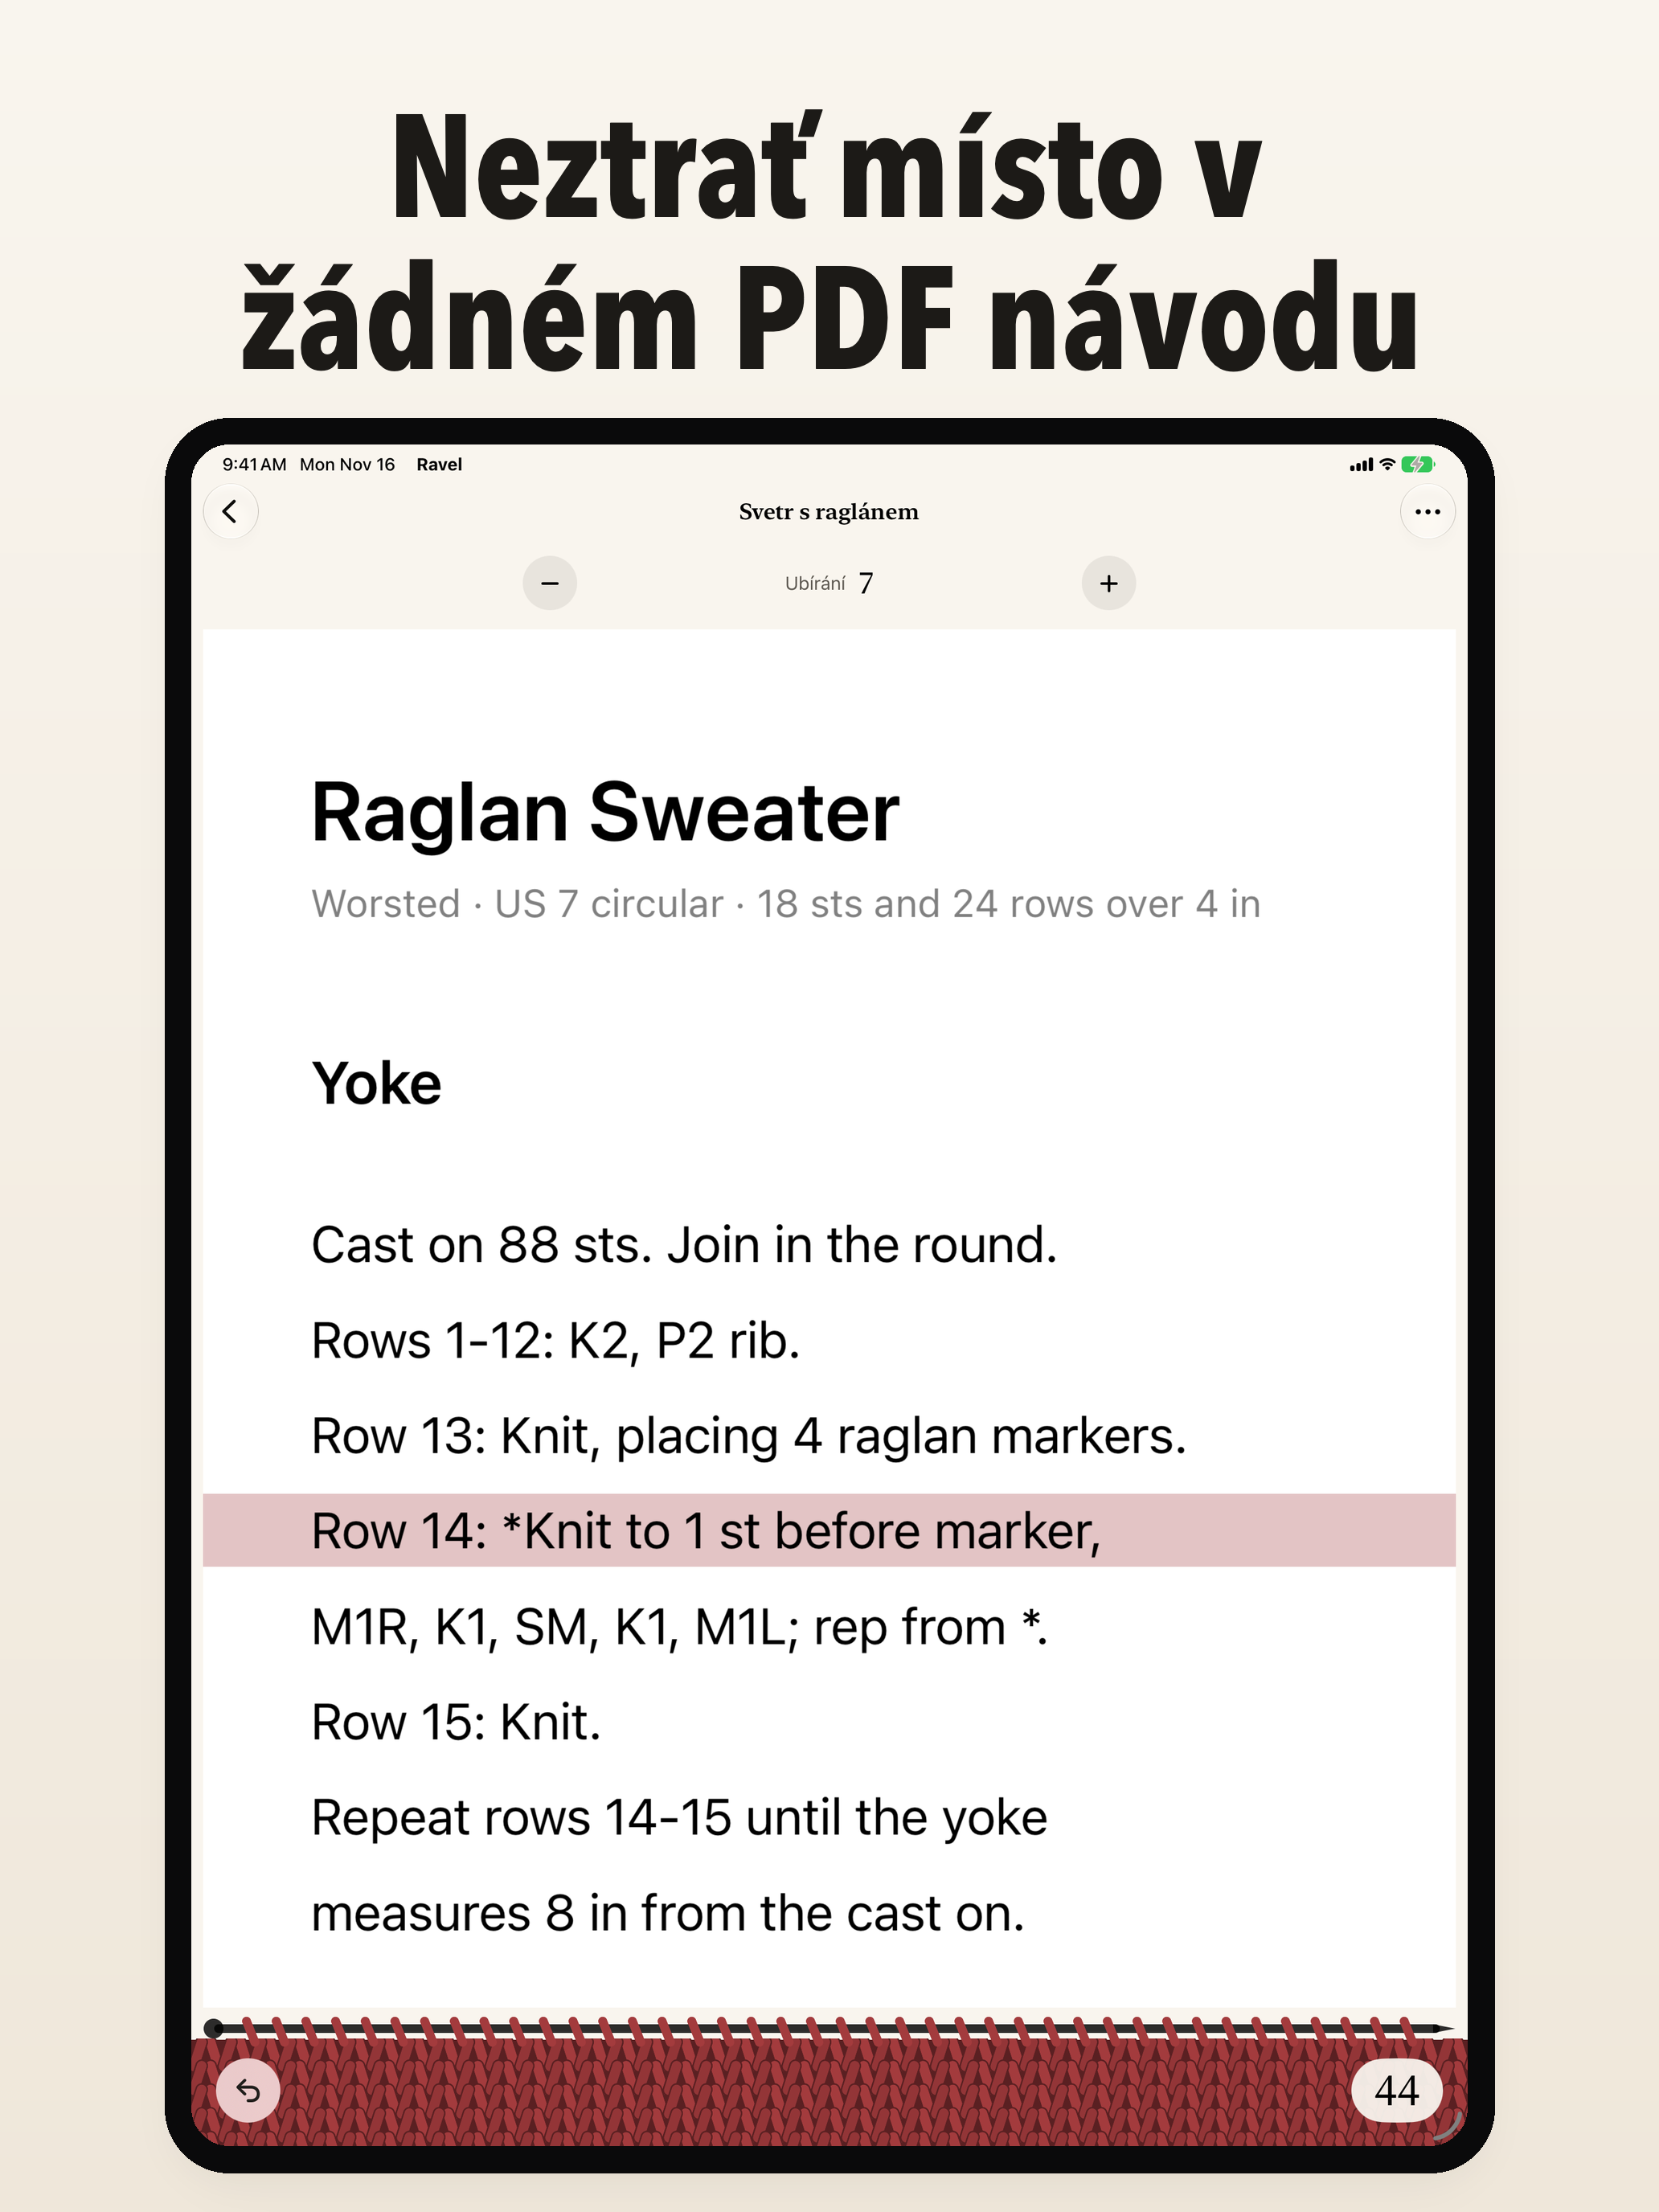 Neztrať místo v
žádném PDF návodu
9:41 AM Mon Nov 16 Ravel
Svetr s raglánem
Ubírání 7
Raglan Sweater
Worsted · US 7 circular · 18 sts and 24 rows over 4 in
Yoke
Cast on 88 sts. Join in the round.
Rows 1-12: K2, P2 rib.
Row 13: Knit, placing 4 raglan markers.
Row 14: *Knit to 1 st before marker,
M1R, K1, SM, K1, M1L; rep from *.
Row 15: Knit.
Repeat rows 14-15 until the yoke
measures 8 in from the cast on.
44